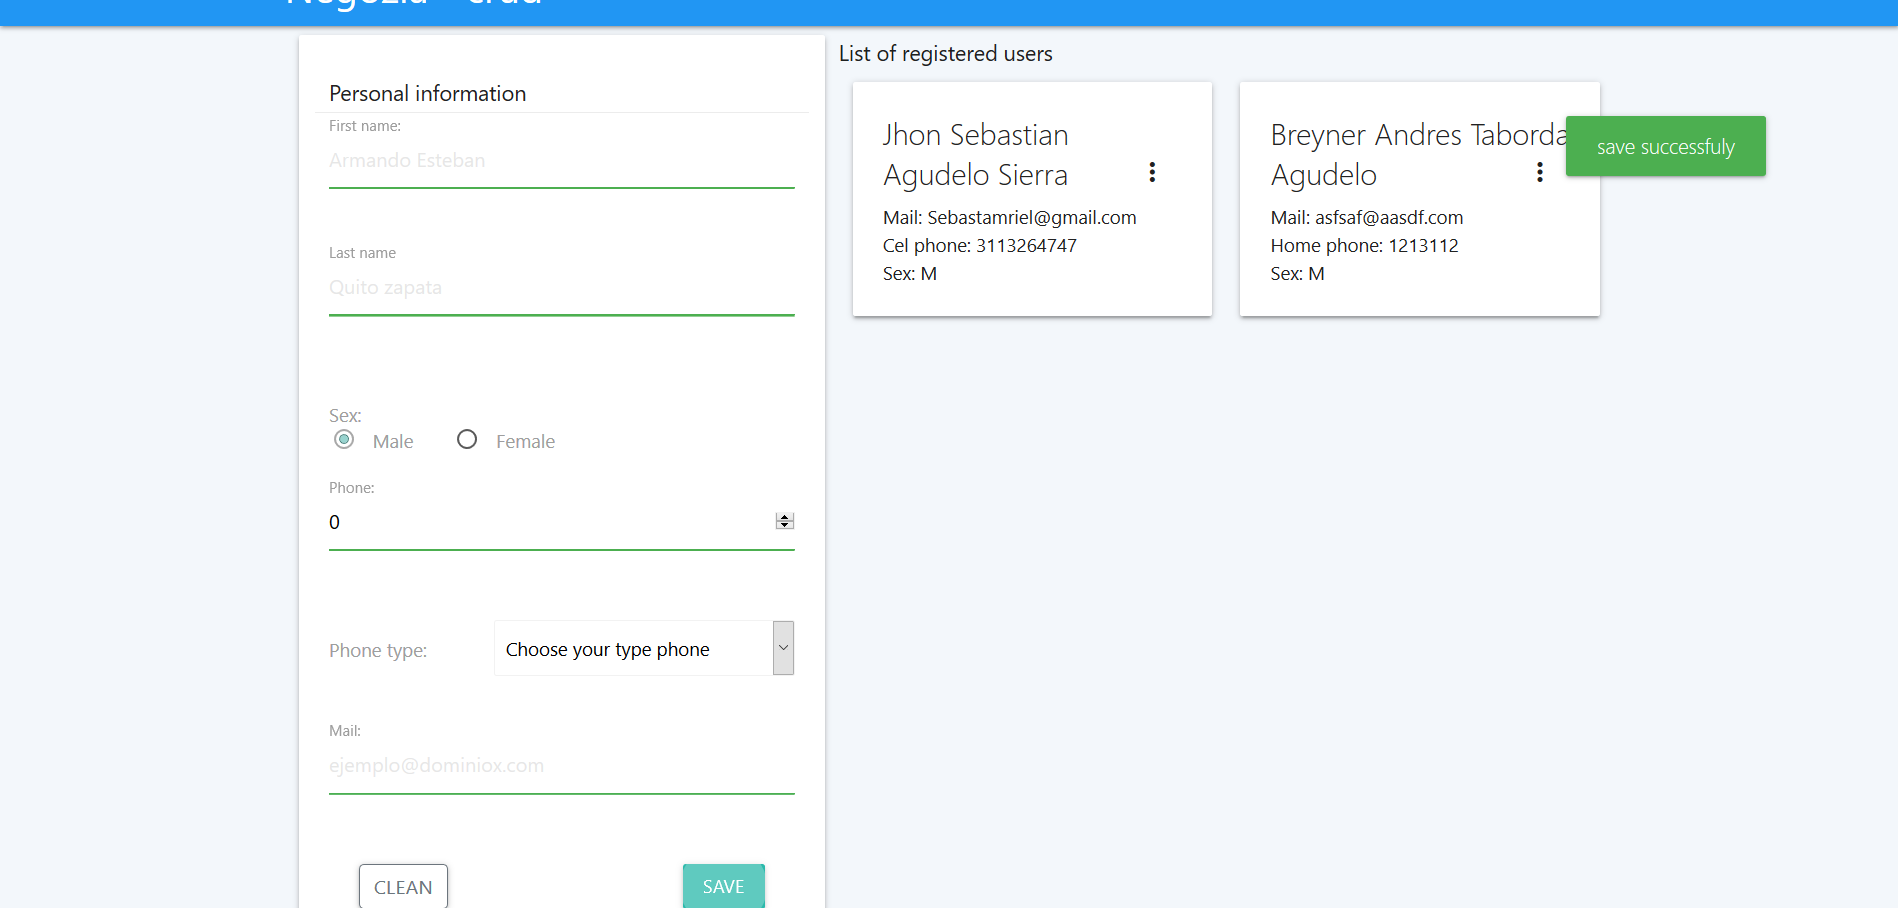 Negozia - crud
Personal information
First name:
Armando Esteban
Last name
Quito zapata
Sex:
Male
Female
Phone:
0
Phone type:
Choose your type phone
Mail:
ejemplo@dominiox.com
CLEAN
SAVE
List of registered users
Jhon Sebastian
Agudelo Sierra
Mail: Sebastamriel@gmail.com
Cel phone: 3113264747
Sex: M
Breyner Andres Taborda
Agudelo
Mail: asfsaf@aasdf.com
Home phone: 1213112
Sex: M
save successfuly